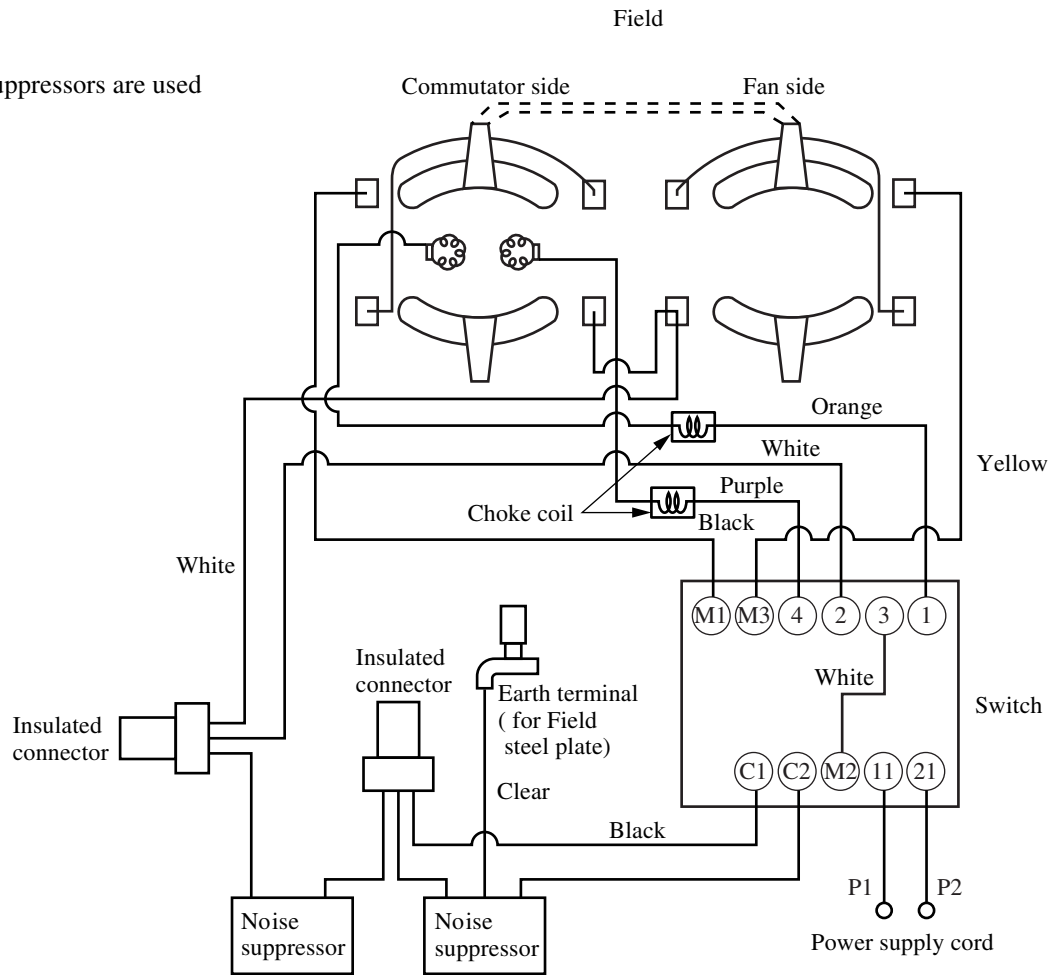 Field
uppressors are used
Commutator side
Fan side
Orange
White
Yellow
Purple
Choke coil
Black
White
M1 M3 4 2 3 1
Insulated
connector
Earth terminal
( for Field
steel plate)
White
Switch
Insulated
connector
C1 C2 M2 11 21
Clear
Black
P1
P2
Noise
suppressor
Noise
suppressor
Power supply cord